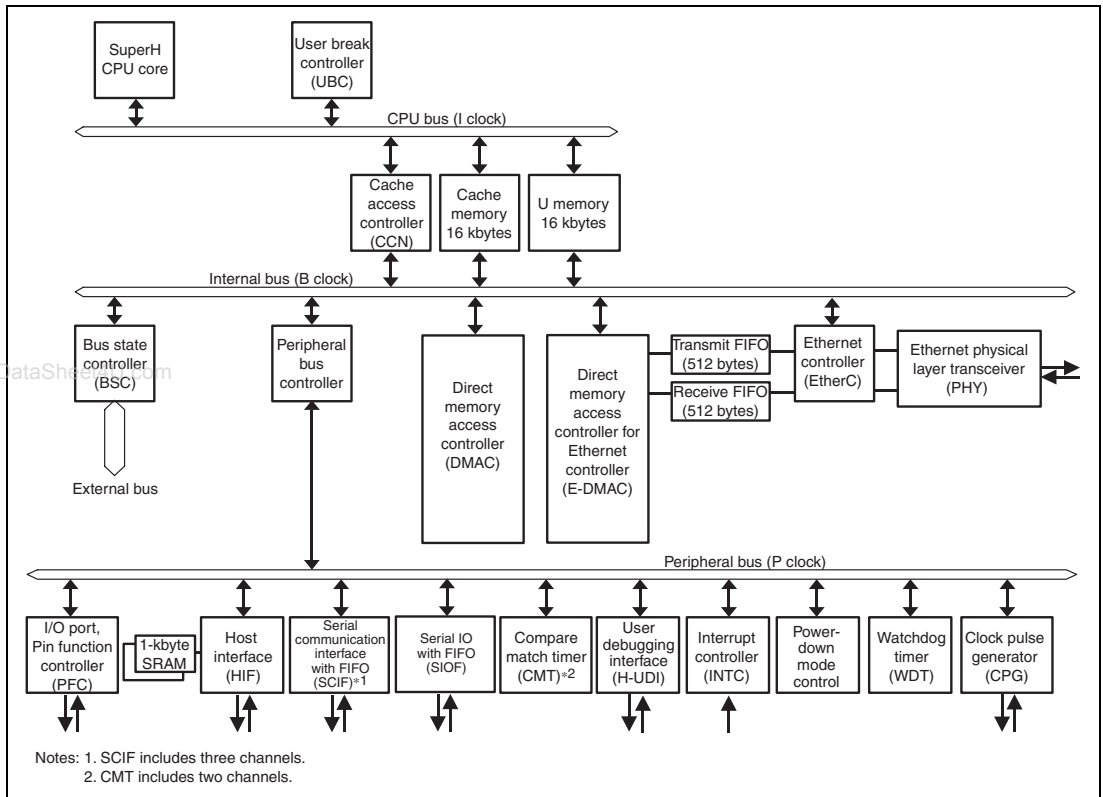 SuperH
CPU core
User break
controller
(UBC)
CPU bus (I clock)
Cache
access
controller
(CCN)
Cache
memory
16 kbytes
U memory
16 kbytes
Internal bus (B clock)
Bus state
controller
(BSC)
Peripheral
bus
controller
Direct
memory
access
controller
(DMAC)
Direct
memory
access
controller for
Ethernet
controller
(E-DMAC)
Transmit FIFO
(512 bytes)
Receive FIFO
(512 bytes)
Ethernet
controller
(EtherC)
Ethernet physical
layer transceiver
(PHY)
DataSheet4U.com
External bus
Peripheral bus (P clock)
I/O port,
Pin function
controller
(PFC)
1-kbyte
SRAM
Host
interface
(HIF)
Serial
communication
interface
with FIFO
(SCIF)*1
Serial IO
with FIFO
(SIOF)
Compare
match timer
(CMT)*2
User
debugging
interface
(H-UDI)
Interrupt
controller
(INTC)
Power-
down
mode
control
Watchdog
timer
(WDT)
Clock pulse
generator
(CPG)
Notes: 1. SCIF includes three channels.
2. CMT includes two channels.